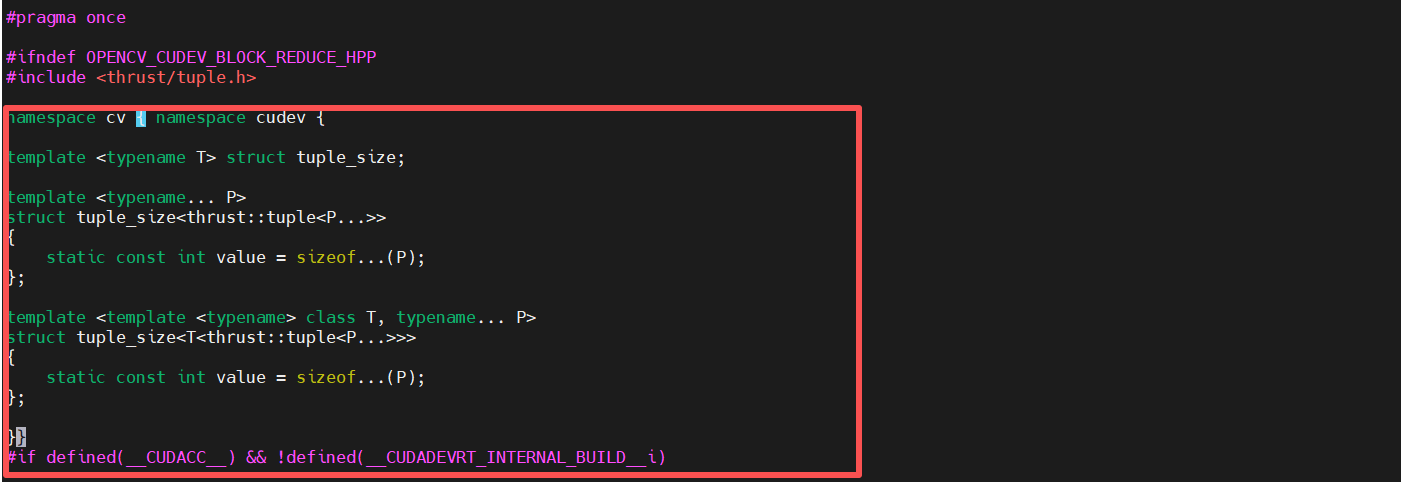 #pragma once
#ifndef OPENCV_CUDEV_BLOCK_REDUCE_HPP
#include <thrust/tuple.h>
namespace cv { namespace cudev {
template <typename T> struct tuple_size;
template <typename... P>
struct tuple_size<thrust::tuple<P...>>
{
    static const int value = sizeof...(P);
};
template <template <typename> class T, typename... P>
struct tuple_size<T<thrust::tuple<P...>>>
{
    static const int value = sizeof...(P);
};
}}
#if defined(__CUDACC__) && !defined(__CUDADEVRT_INTERNAL_BUILD__i)